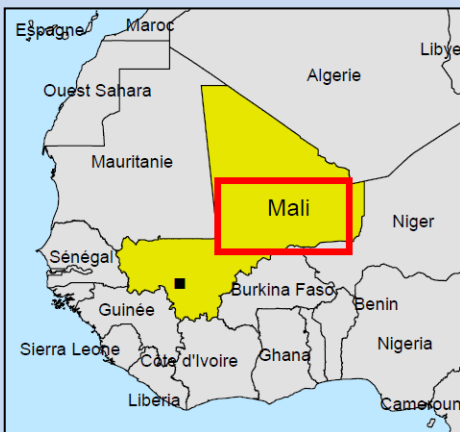 Espagne
Maroc
Libye
Algerie
Ouest Sahara
Mauritanie
Mali
Niger
Sénégal
Burkina Faso
Benin
Guinée
Nigeria
Sierra Leone
Côte d'Ivoire
Ghana
Liberia
Cameroun